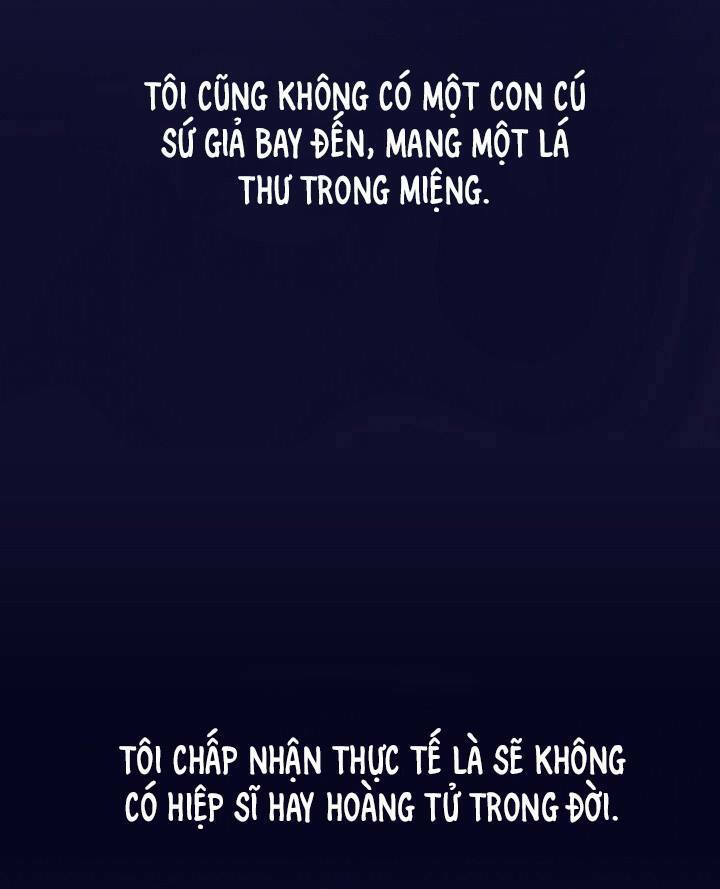 TÔI CŨNG KHÔNG CÓ MỘT CON CÚ
SỨ GIẢ BAY ĐẾN, MANG MỘT LÁ
THƯ TRONG MIỆNG.
TÔI CHẤP NHẬN THỰC TẾ LÀ SẼ KHÔNG
CÓ HIỆP SĨ HAY HOÀNG TỬ TRONG ĐỜI.